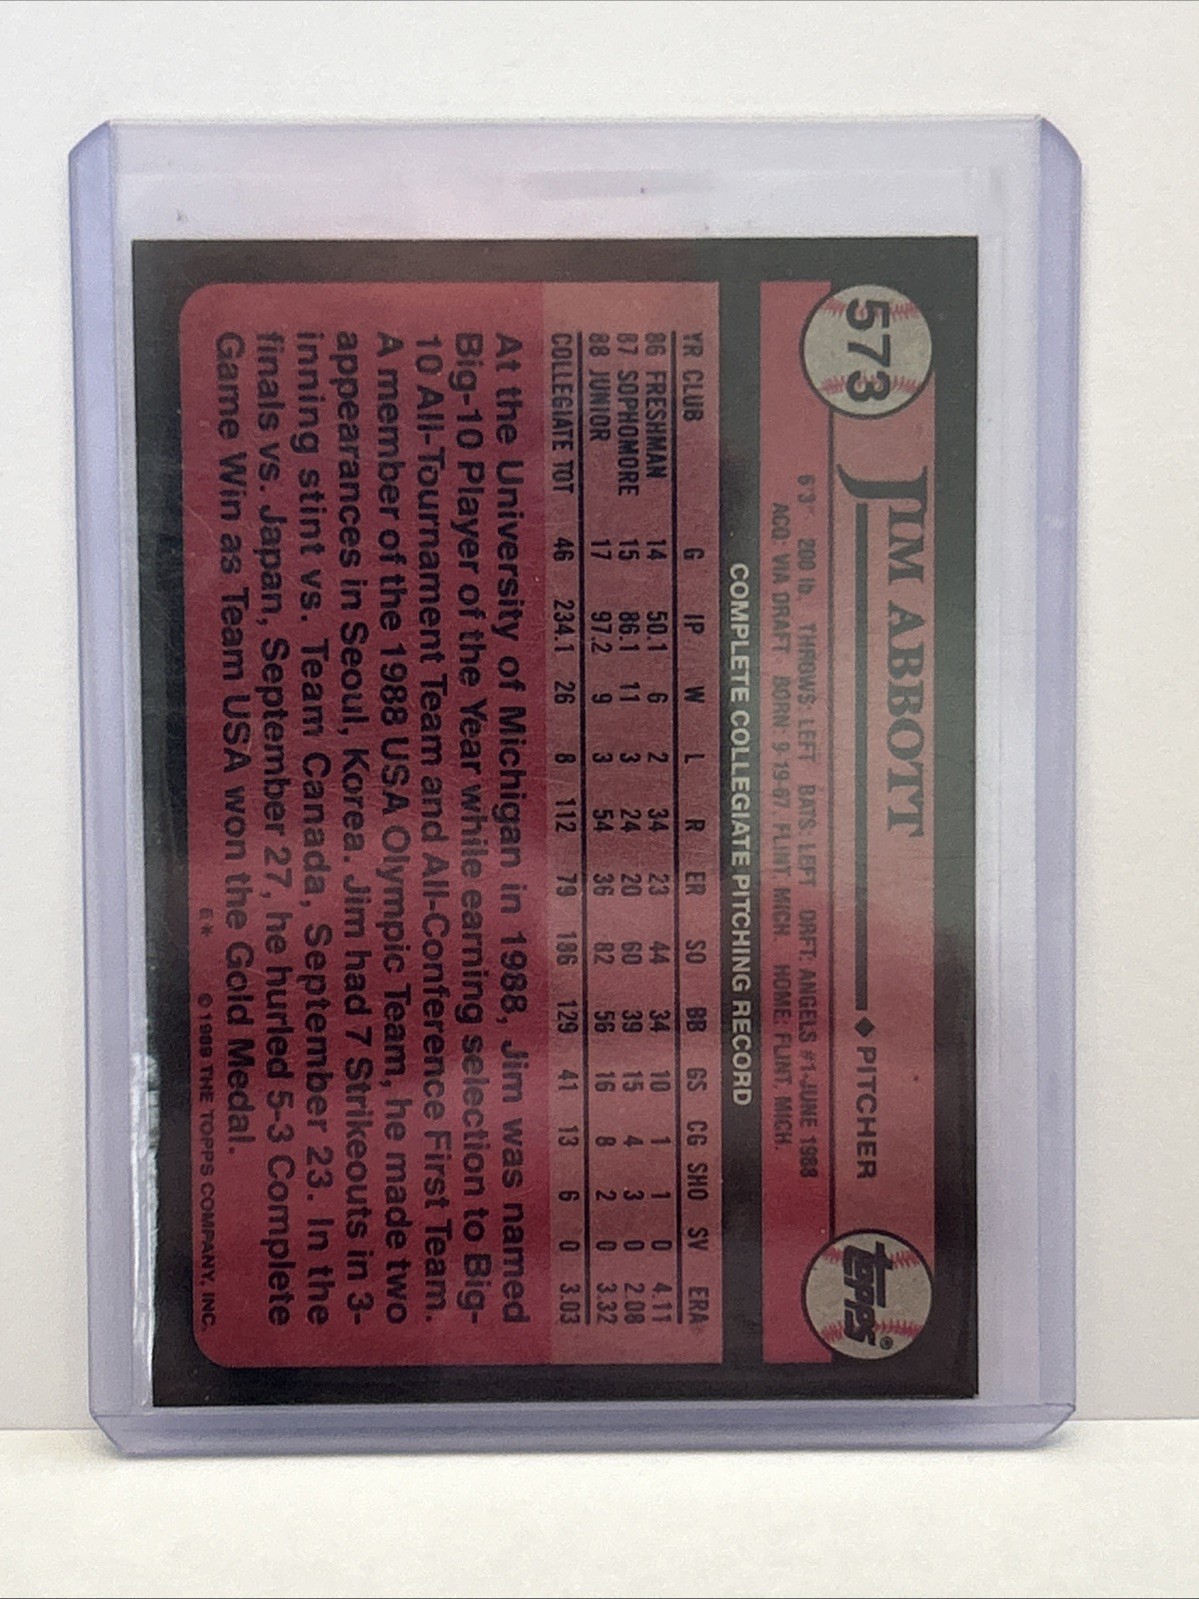 573
JIM ABBOTT ♦ PITCHER
topps®
6'3" 200 lb. THROWS: LEFT BATS: LEFT DRFT: ANGELS #1-JUNE 1988
ACQ: VIA DRAFT BORN: 9-19-67, FLINT, MICH. HOME: FLINT, MICH.
COMPLETE COLLEGIATE PITCHING RECORD
YR CLUB G IP W L R ER SO BB GS CG SHO SV ERA
86 FRESHMAN 14 50.1 6 2 34 23 44 34 10 1 1 0 4.11
87 SOPHOMORE 15 86.1 11 3 24 20 60 39 15 4 3 0 2.08
88 JUNIOR 17 97.2 9 3 54 36 82 56 16 8 2 0 3.32
COLLEGIATE TOT 46 234.1 26 8 112 79 186 129 41 13 6 0 3.03
At the University of Michigan in 1988, Jim was named
Big-10 Player of the Year while earning selection to Big-
10 All-Tournament Team and All-Conference First Team.
A member of the 1988 USA Olympic Team, he made two
appearances in Seoul, Korea. Jim had 7 Strikeouts in 3-
inning stint vs. Team Canada, September 23. In the
finals vs. Japan, September 27, he hurled 5-3 Complete
Game Win as Team USA won the Gold Medal.
E* © 1989 THE TOPPS COMPANY, INC.